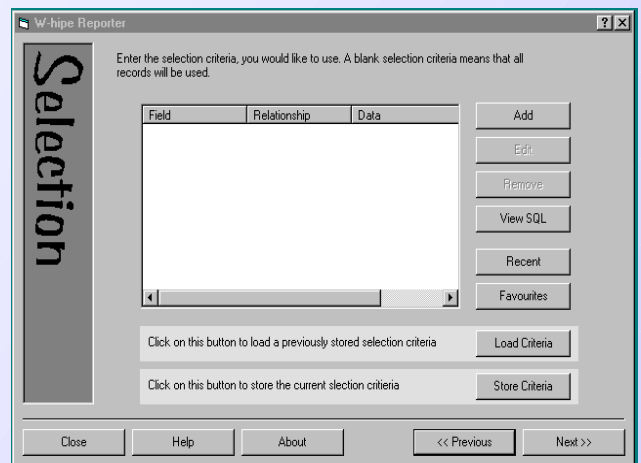 W-hipe Reporter
Selection
Enter the selection criteria, you would like to use. A blank selection criteria means that all
records will be used.
Field Relationship Data
Add
Edit
Remove
View SQL
Recent
Favourites
Click on this button to load a previously stored selection criteria
Load Criteria
Click on this button to store the current slection critieria
Store Criteria
Close Help About << Previous Next >>